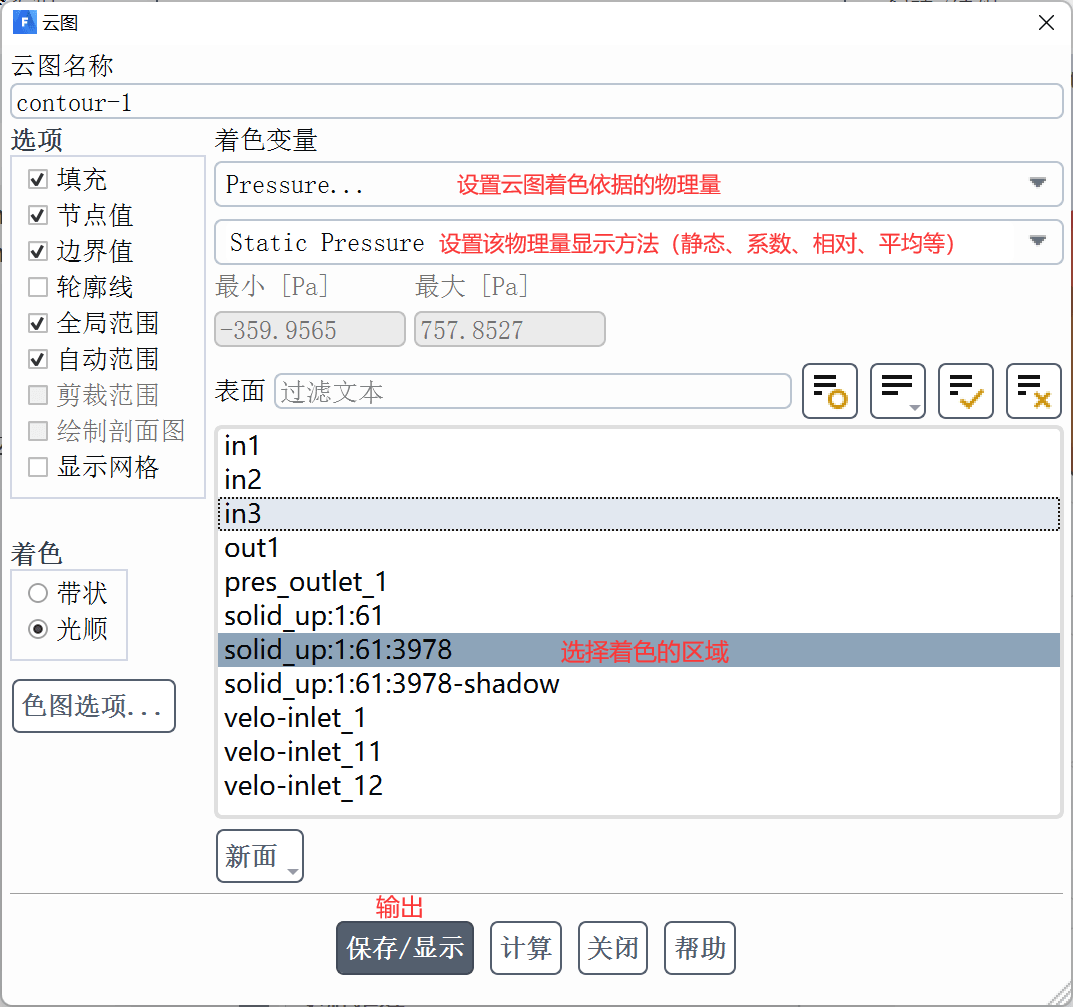 云图
云图名称
contour-1
选项
填充
节点值
边界值
轮廓线
全局范围
自动范围
剪裁范围
绘制剖面图
显示网格
着色
带状
光顺
色图选项...
着色变量
Pressure... 设置云图着色依据的物理量
Static Pressure 设置该物理量显示方法（静态、系数、相对、平均等）
最小 [Pa] 最大 [Pa]
-359.9565 757.8527
表面 过滤文本
in1
in2
in3
out1
pres_outlet_1
solid_up:1:61
solid_up:1:61:3978 选择着色的区域
solid_up:1:61:3978-shadow
velo-inlet_1
velo-inlet_11
velo-inlet_12
新面
输出
保存/显示 计算 关闭 帮助